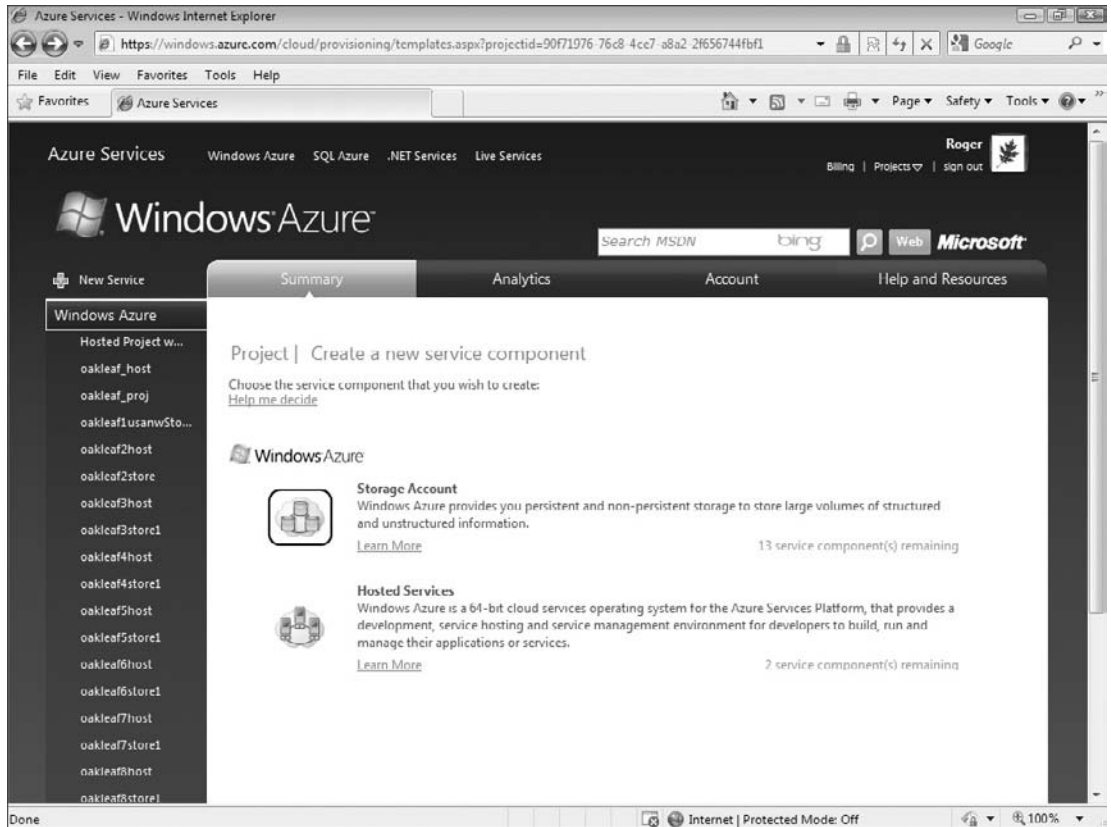 Azure Services - Windows Internet Explorer
https://windows.azure.com/cloud/provisioning/templates.aspx?projectid=90f71976-76c8-4ce7-a8a2-2f656744fbf1
Google
File Edit View Favorites Tools Help
Favorites Azure Services Page Safety Tools
Azure Services Windows Azure SQL Azure .NET Services Live Services
Roger
Billing | Projects | sign out
Windows Azure
Search MSDN bing Web Microsoft
New Service Summary Analytics Account Help and Resources
Windows Azure
Hosted Project w...
oakleaf_host
oakleaf_proj
oakleaf1usanwSto...
oakleaf2host
oakleaf2store
oakleaf3host
oakleaf3store1
oakleaf4host
oakleaf4store1
oakleaf5host
oakleaf5store1
oakleaf6host
oakleaf6store1
oakleaf7host
oakleaf7store1
oakleaf8host
oakleaf8store1
Project | Create a new service component
Choose the service component that you wish to create:
Help me decide
Windows Azure
Storage Account
Windows Azure provides you persistent and non-persistent storage to store large volumes of structured
and unstructured information.
Learn More 13 service component(s) remaining
Hosted Services
Windows Azure is a 64-bit cloud services operating system for the Azure Services Platform, that provides a
development, service hosting and service management environment for developers to build, run and
manage their applications or services.
Learn More 2 service component(s) remaining
Done Internet | Protected Mode: Off 100%